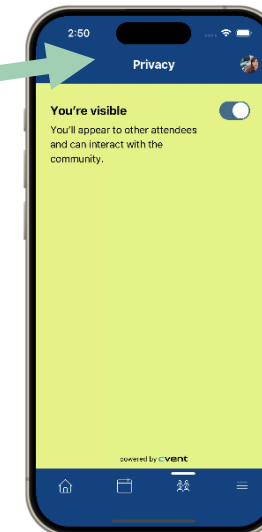 2:50
Privacy
You're visible
You'll appear to other attendees
and can interact with the
community.
powered by cvent